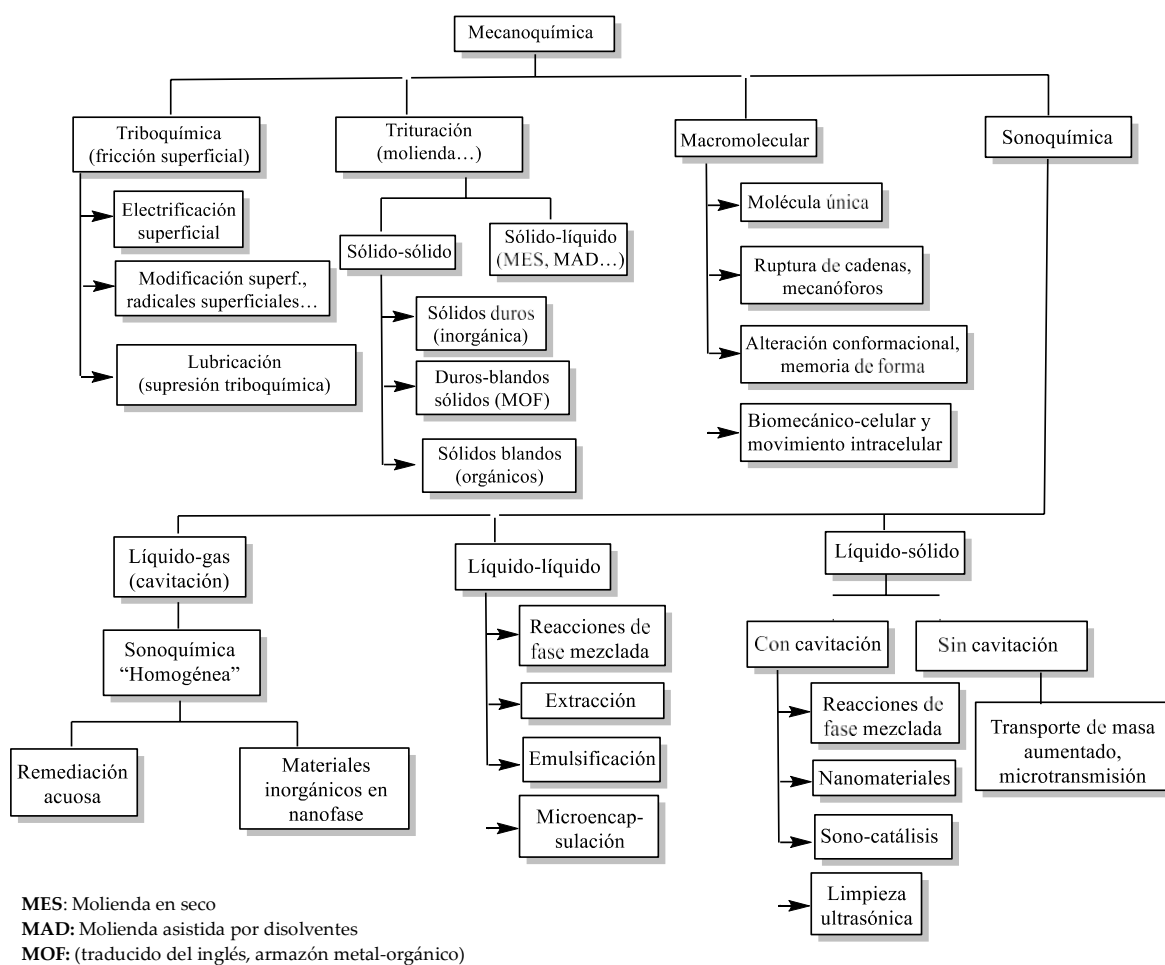 Mecanoquímica
Triboquímica
(fricción superficial)
Trituración
(molienda…)
Macromolecular
Sonoquímica
Electrificación
superficial
Modificación superf.,
radicales superficiales…
Lubricación
(supresión triboquímica)
Sólido-sólido
Sólido-líquido
(MES, MAD…)
Sólidos duros
(inorgánica)
Duros-blandos
sólidos (MOF)
Sólidos blandos
(orgánicos)
Molécula única
Ruptura de cadenas,
mecanóforos
Alteración conformacional,
memoria de forma
Biomecánico-celular y
movimiento intracelular
Líquido-gas
(cavitación)
Líquido-líquido
Líquido-sólido
Sonoquímica
“Homogénea”
Remediación
acuosa
Materiales
inorgánicos en
nanofase
Reacciones de
fase mezclada
Extracción
Emulsificación
Microencap-
sulación
Con cavitación
Sin cavitación
Reacciones de
fase mezclada
Nanomateriales
Sono-catálisis
Limpieza
ultrasónica
Transporte de masa
aumentado,
microtransmisión
MES: Molienda en seco
MAD: Molienda asistida por disolventes
MOF: (traducido del inglés, armazón metal-orgánico)